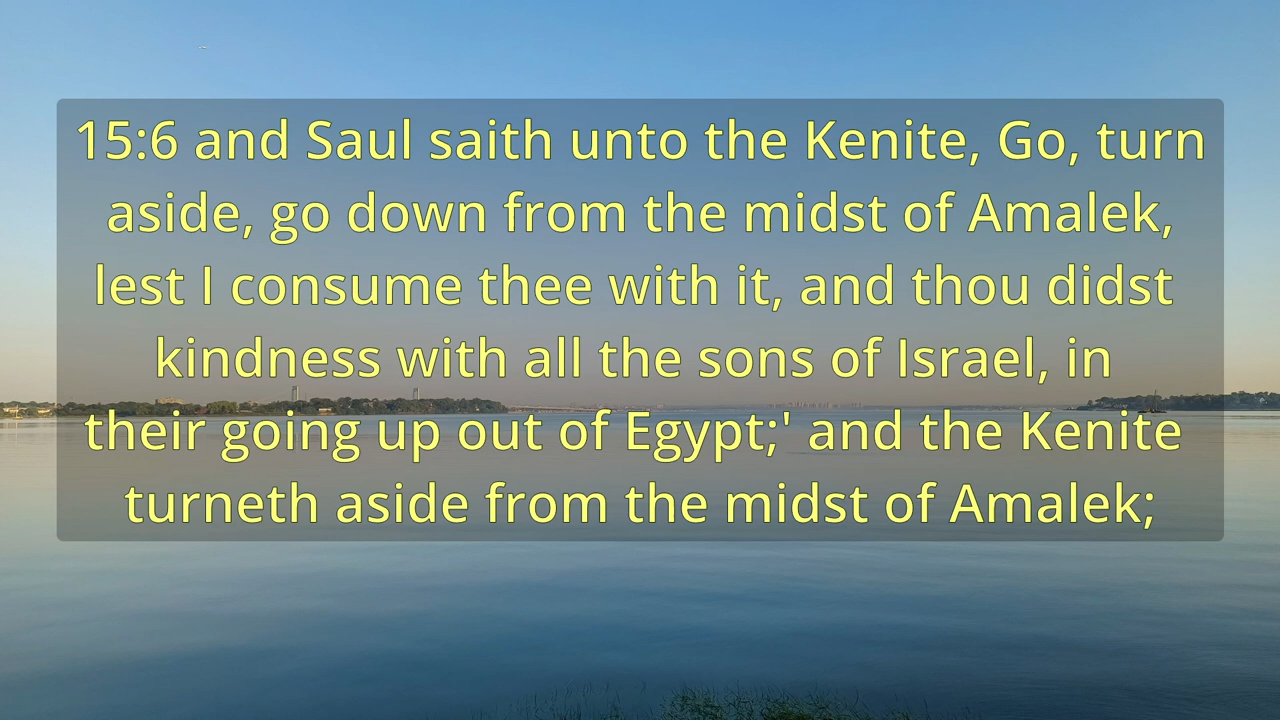 15:6 and Saul saith unto the Kenite, Go, turn
aside, go down from the midst of Amalek,
lest I consume thee with it, and thou didst
kindness with all the sons of Israel, in
their going up out of Egypt;' and the Kenite
turneth aside from the midst of Amalek;